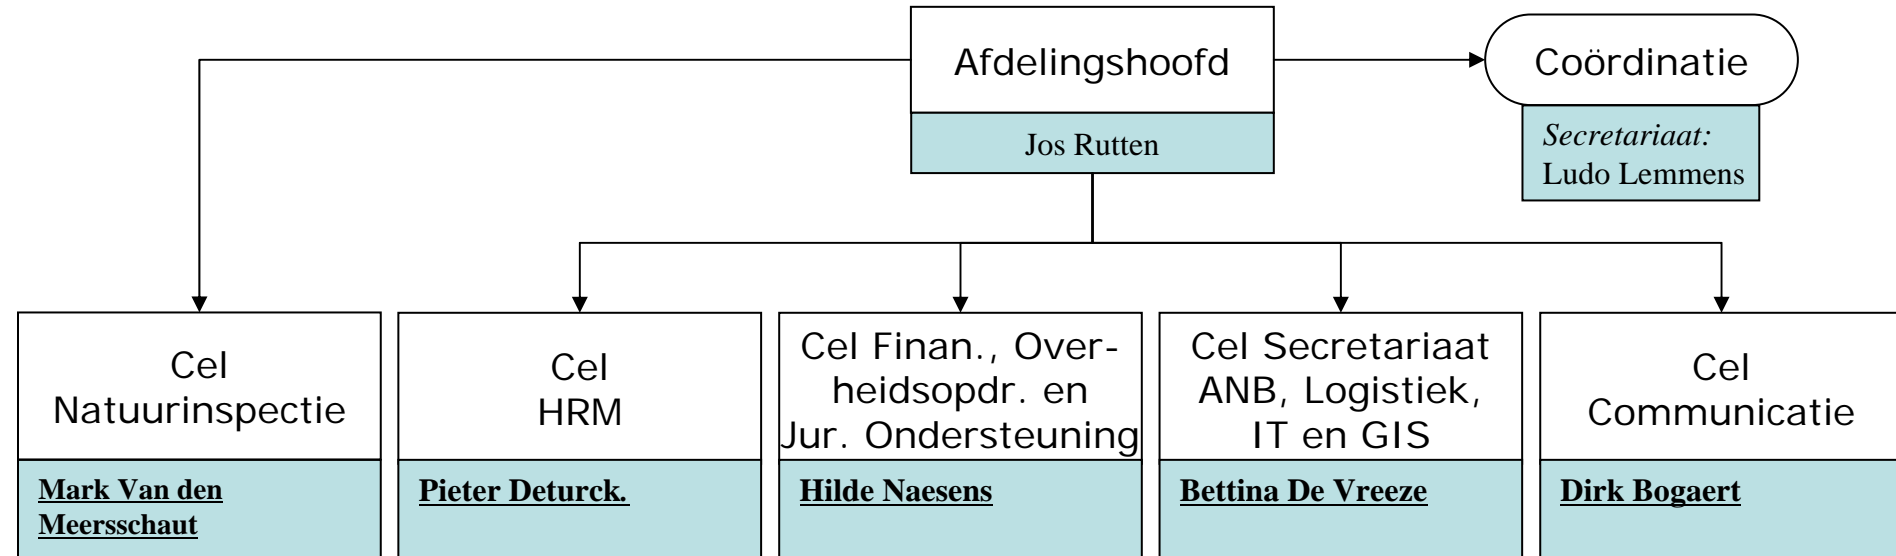 Afdelingshoofd
Jos Rutten
Coördinatie
Secretariaat:
Ludo Lemmens
Cel
Natuurinspectie
Mark Van den
Meersschaut
Cel
HRM
Pieter Deturck.
Cel Finan., Over-
heidsopdr. en
Jur. Ondersteuning
Hilde Naesens
Cel Secretariaat
ANB, Logistiek,
IT en GIS
Bettina De Vreeze
Cel
Communicatie
Dirk Bogaert